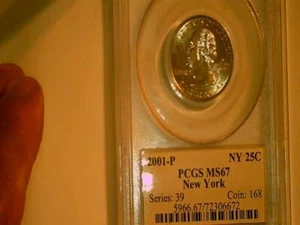 2001-P NY 25C
PCGS MS67
New York
Series: 39 Coin: 168
5966.67/72306672